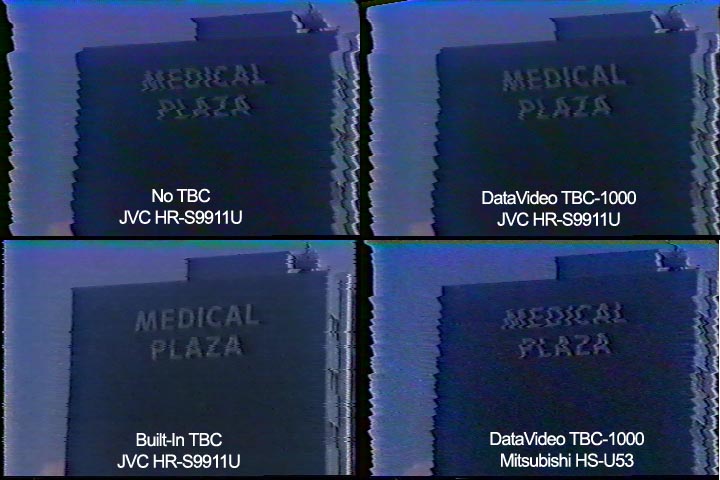 MEDICAL
PLAZA
No TBC
JVC HR-S9911U
MEDICAL
PLAZA
DataVideo TBC-1000
JVC HR-S9911U
MEDICAL
PLAZA
Built-In TBC
JVC HR-S9911U
MEDICAL
PLAZA
DataVideo TBC-1000
Mitsubishi HS-U53